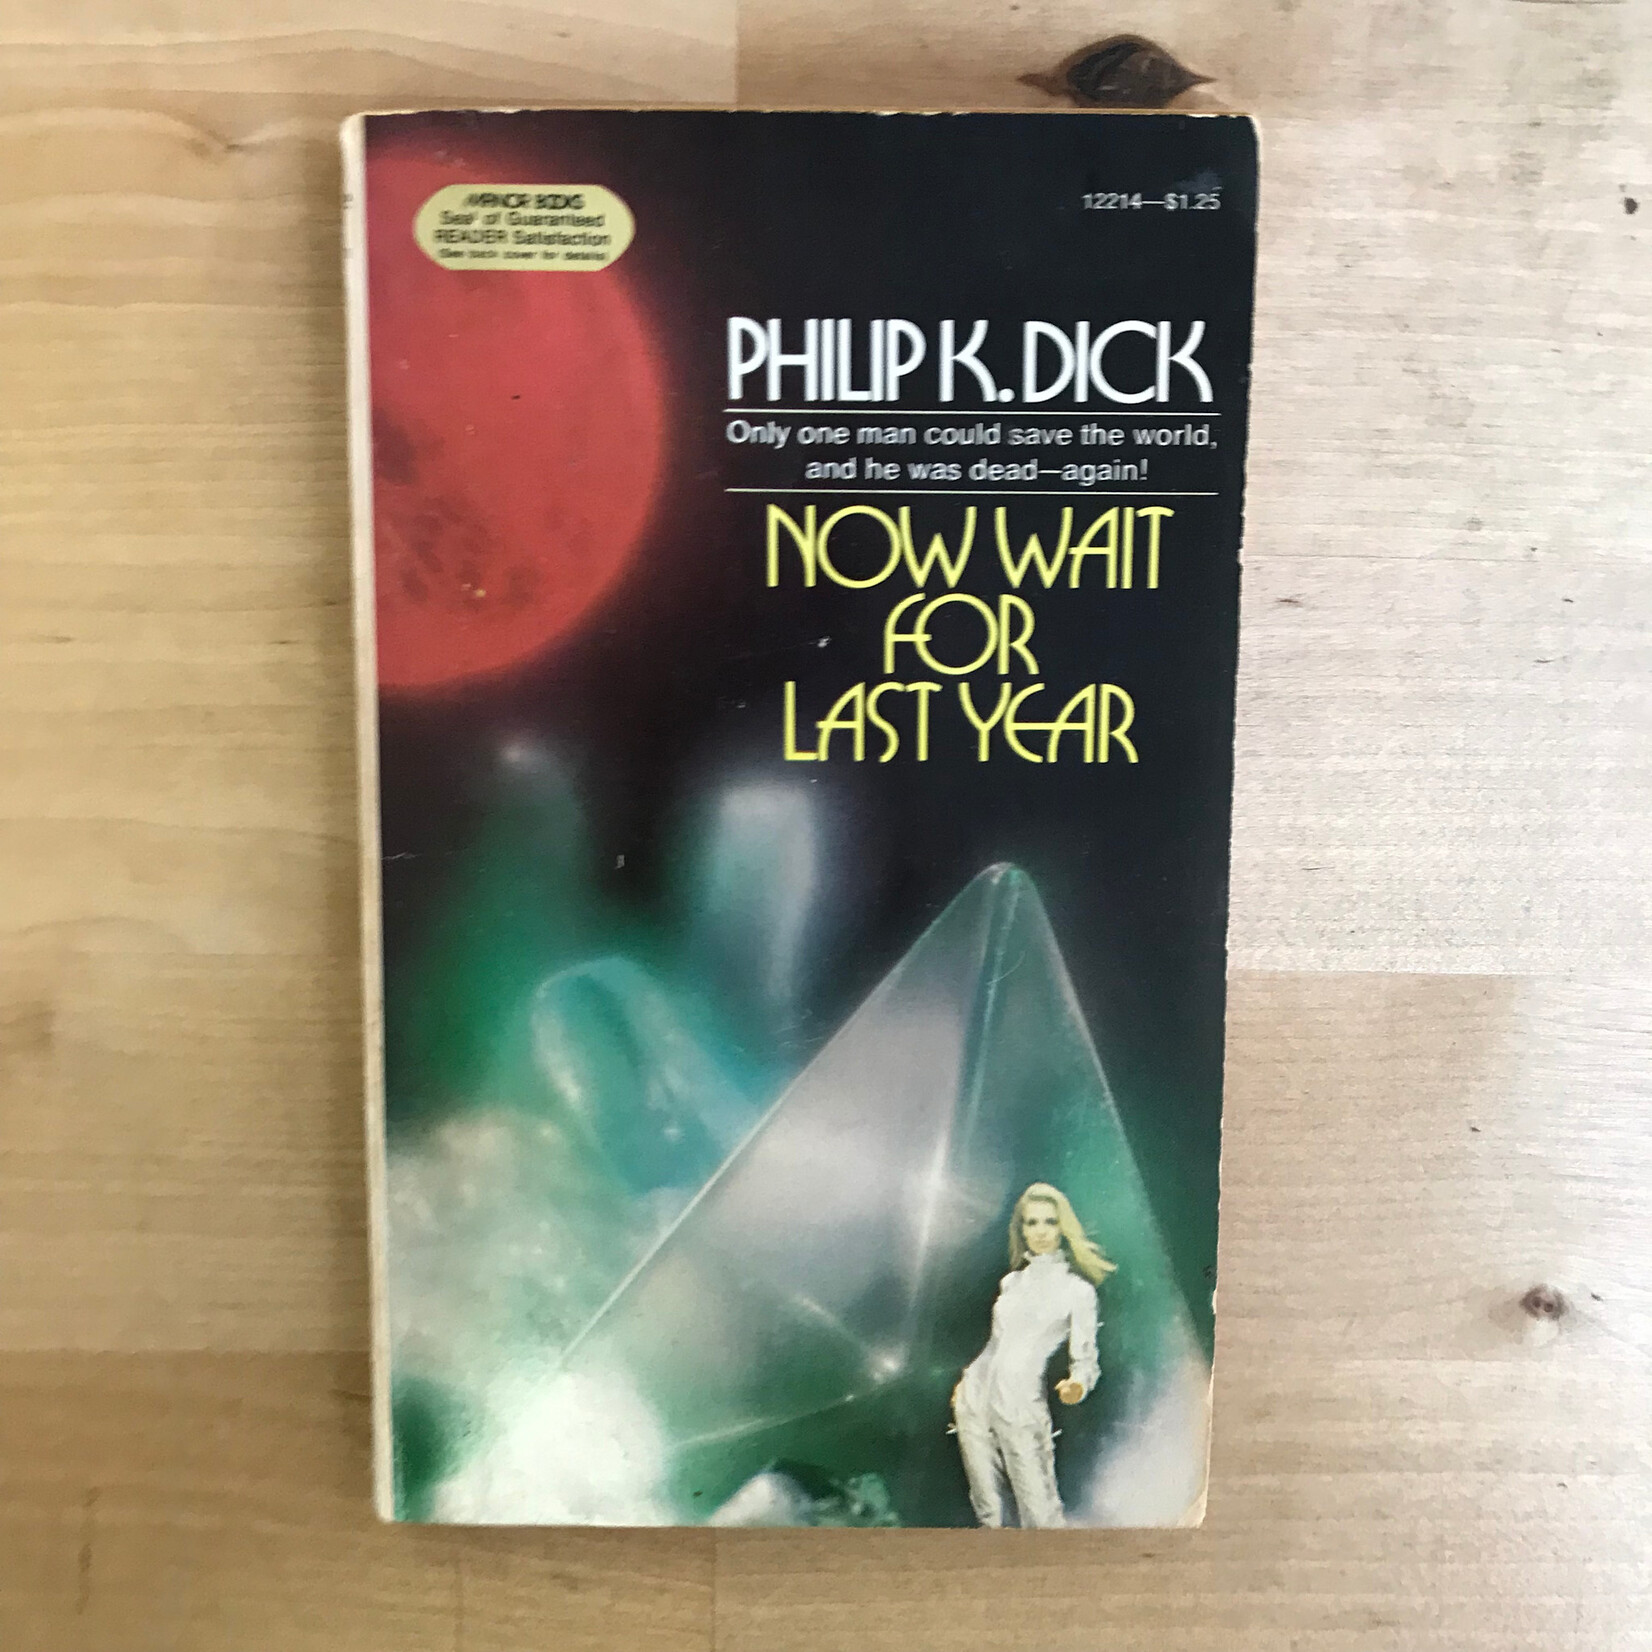 MANOR BOOKS
Seal of Guaranteed
READER Satisfaction
(See back cover for details)
12214—$1.25
PHILIP K. DICK
Only one man could save the world,
and he was dead—again!
NOW WAIT
FOR
LAST YEAR